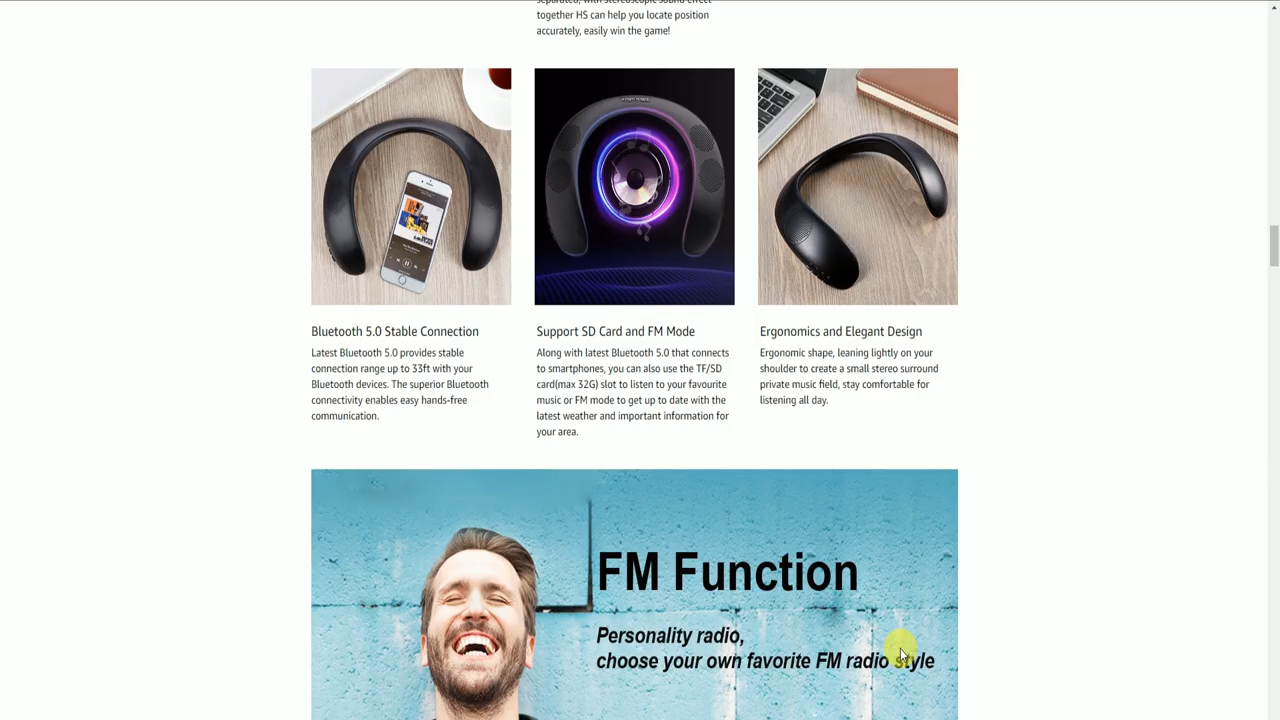 together HS can help you locate position
accurately, easily win the game!
Bluetooth 5.0 Stable Connection
Latest Bluetooth 5.0 provides stable
connection range up to 33ft with your
Bluetooth devices. The superior Bluetooth
connectivity enables easy hands-free
communication.
Support SD Card and FM Mode
Along with latest Bluetooth 5.0 that connects
to smartphones, you can also use the TF/SD
card(max 32G) slot to listen to your favourite
music or FM mode to get up to date with the
latest weather and important information for
your area.
Ergonomics and Elegant Design
Ergonomic shape, leaning lightly on your
shoulder to create a small stereo surround
private music field, stay comfortable for
listening all day.
FM Function
Personality radio,
choose your own favorite FM radio style